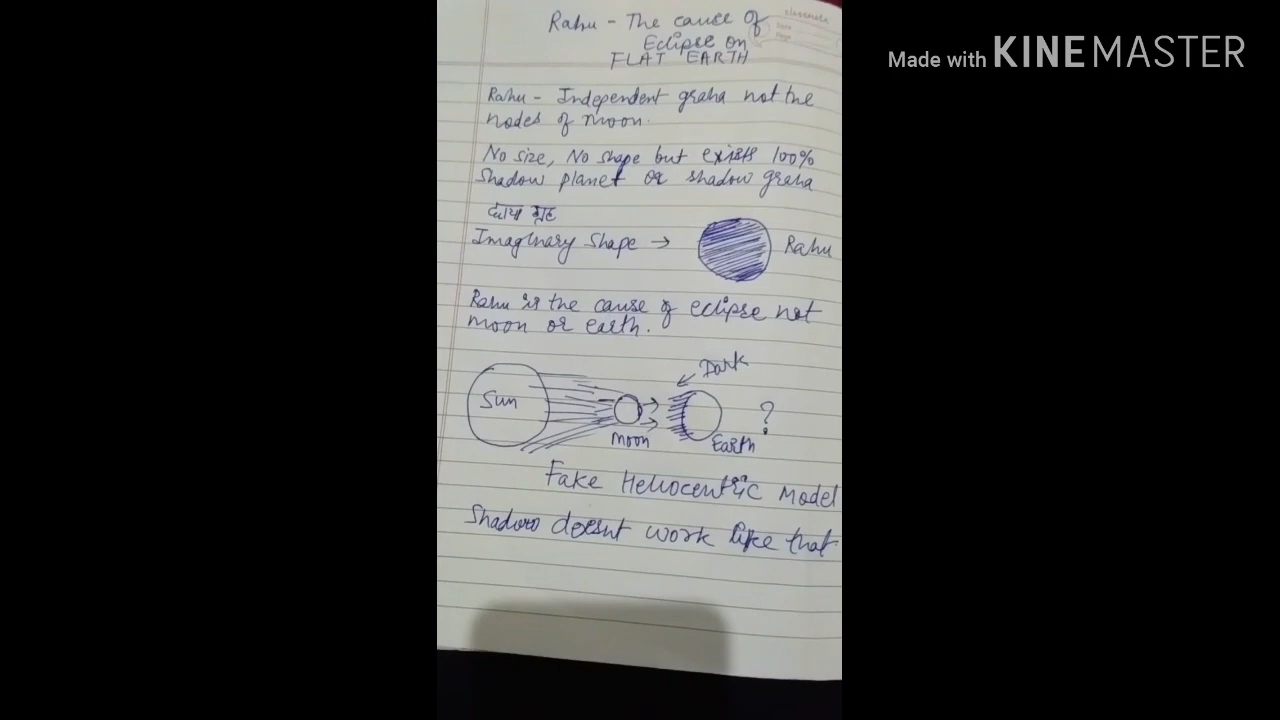 Made with KINEMASTER
classmate
Date
Page
Rahu - The cause of
Eclipse on
FLAT EARTH
Rahu - Independent graha not the
nodes of moon.
No size, No shape but exists 100%
Shadow planet or shadow graha
छाया ग्रह
Imaginary shape → Rahu
Rahu is the cause of eclipse not
moon or earth.
Dark
Sun
?
Moon
Earth
Fake Heliocentric Model
Shadow doesnt work like that